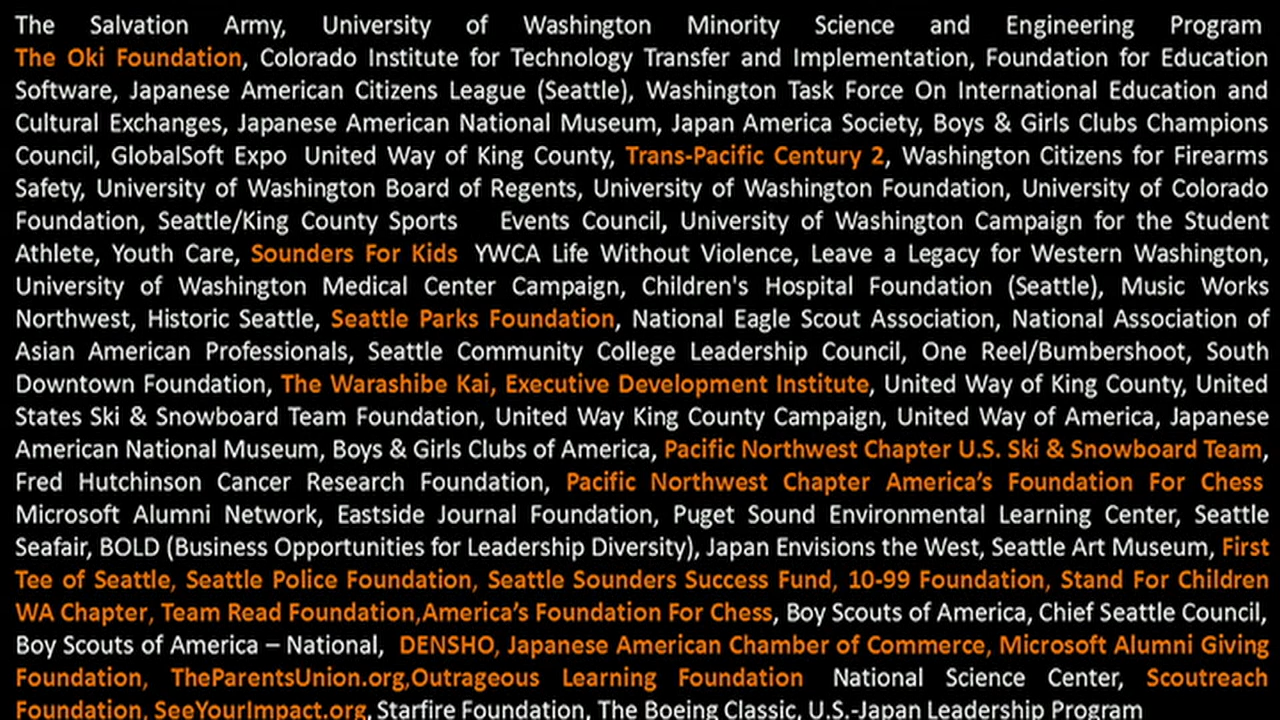 The Salvation Army, University of Washington Minority Science and Engineering Program
The Oki Foundation, Colorado Institute for Technology Transfer and Implementation, Foundation for Education
Software, Japanese American Citizens League (Seattle), Washington Task Force On International Education and
Cultural Exchanges, Japanese American National Museum, Japan America Society, Boys & Girls Clubs Champions
Council, GlobalSoft Expo United Way of King County, Trans-Pacific Century 2, Washington Citizens for Firearms
Safety, University of Washington Board of Regents, University of Washington Foundation, University of Colorado
Foundation, Seattle/King County Sports Events Council, University of Washington Campaign for the Student
Athlete, Youth Care, Sounders For Kids YWCA Life Without Violence, Leave a Legacy for Western Washington,
University of Washington Medical Center Campaign, Children's Hospital Foundation (Seattle), Music Works
Northwest, Historic Seattle, Seattle Parks Foundation, National Eagle Scout Association, National Association of
Asian American Professionals, Seattle Community College Leadership Council, One Reel/Bumbershoot, South
Downtown Foundation, The Warashibe Kai, Executive Development Institute, United Way of King County, United
States Ski & Snowboard Team Foundation, United Way King County Campaign, United Way of America, Japanese
American National Museum, Boys & Girls Clubs of America, Pacific Northwest Chapter U.S. Ski & Snowboard Team,
Fred Hutchinson Cancer Research Foundation, Pacific Northwest Chapter America's Foundation For Chess
Microsoft Alumni Network, Eastside Journal Foundation, Puget Sound Environmental Learning Center, Seattle
Seafair, BOLD (Business Opportunities for Leadership Diversity), Japan Envisions the West, Seattle Art Museum, First
Tee of Seattle, Seattle Police Foundation, Seattle Sounders Success Fund, 10-99 Foundation, Stand For Children
WA Chapter, Team Read Foundation,America's Foundation For Chess, Boy Scouts of America, Chief Seattle Council,
Boy Scouts of America – National, DENSHO, Japanese American Chamber of Commerce, Microsoft Alumni Giving
Foundation, TheParentsUnion.org,Outrageous Learning Foundation National Science Center, Scoutreach
Foundation, SeeYourImpact.org, Starfire Foundation, The Boeing Classic, U.S.-Japan Leadership Program